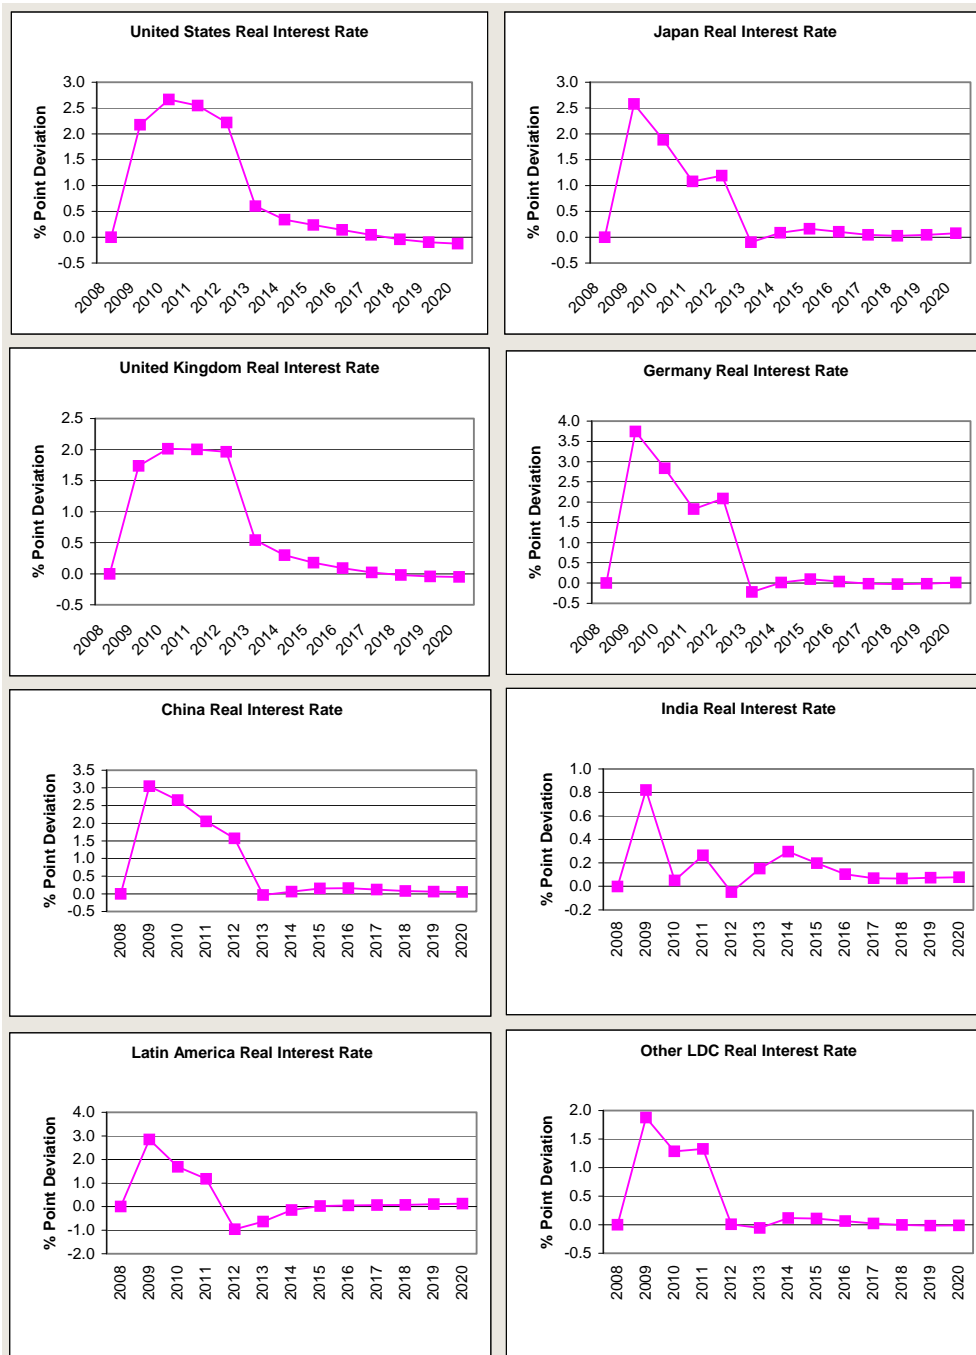 United States Real Interest Rate
% Point Deviation
3.0
2.5
2.0
1.5
1.0
0.5
0.0
-0.5
2008 2009 2010 2011 2012 2013 2014 2015 2016 2017 2018 2019 2020
Japan Real Interest Rate
% Point Deviation
3.0
2.5
2.0
1.5
1.0
0.5
0.0
-0.5
2008 2009 2010 2011 2012 2013 2014 2015 2016 2017 2018 2019 2020
United Kingdom Real Interest Rate
% Point Deviation
2.5
2.0
1.5
1.0
0.5
0.0
-0.5
2008 2009 2010 2011 2012 2013 2014 2015 2016 2017 2018 2019 2020
Germany Real Interest Rate
% Point Deviation
4.0
3.5
3.0
2.5
2.0
1.5
1.0
0.5
0.0
-0.5
2008 2009 2010 2011 2012 2013 2014 2015 2016 2017 2018 2019 2020
China Real Interest Rate
% Point Deviation
3.5
3.0
2.5
2.0
1.5
1.0
0.5
0.0
-0.5
2008 2009 2010 2011 2012 2013 2014 2015 2016 2017 2018 2019 2020
India Real Interest Rate
% Point Deviation
1.0
0.8
0.6
0.4
0.2
0.0
-0.2
2008 2009 2010 2011 2012 2013 2014 2015 2016 2017 2018 2019 2020
Latin America Real Interest Rate
% Point Deviation
4.0
3.0
2.0
1.0
0.0
-1.0
-2.0
2008 2009 2010 2011 2012 2013 2014 2015 2016 2017 2018 2019 2020
Other LDC Real Interest Rate
% Point Deviation
2.0
1.5
1.0
0.5
0.0
-0.5
2008 2009 2010 2011 2012 2013 2014 2015 2016 2017 2018 2019 2020